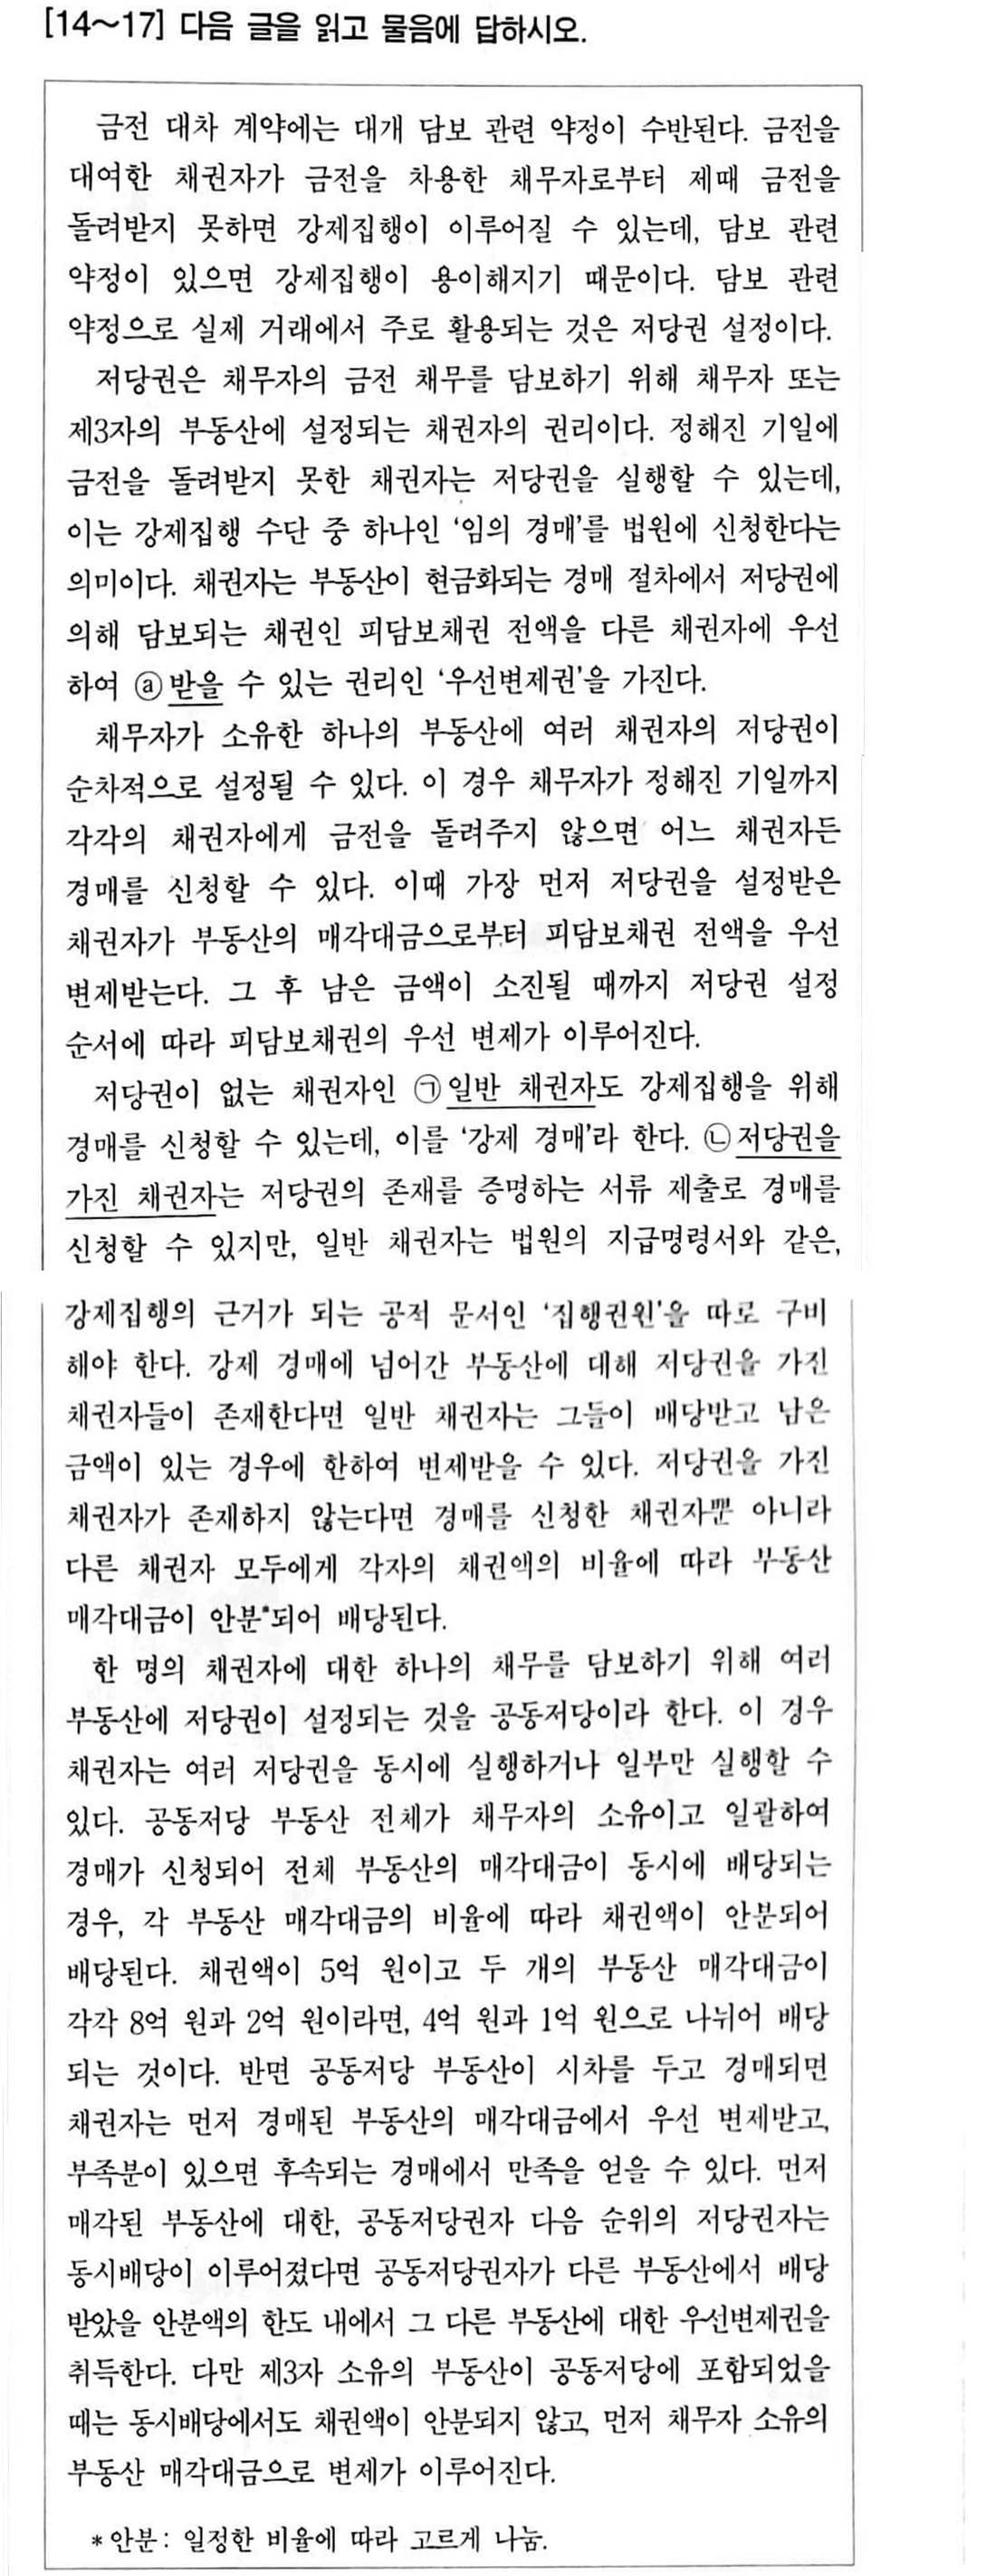 [14～17] 다음 글을 읽고 물음에 답하시오.
금전 대차 계약에는 대개 담보 관련 약정이 수반된다. 금전을
대여한 채권자가 금전을 차용한 채무자로부터 제때 금전을
돌려받지 못하면 강제집행이 이루어질 수 있는데, 담보 관련
약정이 있으면 강제집행이 용이해지기 때문이다. 담보 관련
약정으로 실제 거래에서 주로 활용되는 것은 저당권 설정이다.
저당권은 채무자의 금전 채무를 담보하기 위해 채무자 또는
제3자의 부동산에 설정되는 채권자의 권리이다. 정해진 기일에
금전을 돌려받지 못한 채권자는 저당권을 실행할 수 있는데,
이는 강제집행 수단 중 하나인 ‘임의 경매’를 법원에 신청한다는
의미이다. 채권자는 부동산이 현금화되는 경매 절차에서 저당권에
의해 담보되는 채권인 피담보채권 전액을 다른 채권자에 우선
하여 ⓐ받을 수 있는 권리인 ‘우선변제권’을 가진다.
채무자가 소유한 하나의 부동산에 여러 채권자의 저당권이
순차적으로 설정될 수 있다. 이 경우 채무자가 정해진 기일까지
각각의 채권자에게 금전을 돌려주지 않으면 어느 채권자든
경매를 신청할 수 있다. 이때 가장 먼저 저당권을 설정받은
채권자가 부동산의 매각대금으로부터 피담보채권 전액을 우선
변제받는다. 그 후 남은 금액이 소진될 때까지 저당권 설정
순서에 따라 피담보채권의 우선 변제가 이루어진다.
저당권이 없는 채권자인 ㉠일반 채권자도 강제집행을 위해
경매를 신청할 수 있는데, 이를 ‘강제 경매’라 한다. ㉡저당권을
가진 채권자는 저당권의 존재를 증명하는 서류 제출로 경매를
신청할 수 있지만, 일반 채권자는 법원의 지급명령서와 같은,
강제집행의 근거가 되는 공적 문서인 ‘집행권원’을 따로 구비
해야 한다. 강제 경매에 넘어간 부동산에 대해 저당권을 가진
채권자들이 존재한다면 일반 채권자는 그들이 배당받고 남은
금액이 있는 경우에 한하여 변제받을 수 있다. 저당권을 가진
채권자가 존재하지 않는다면 경매를 신청한 채권자뿐 아니라
다른 채권자 모두에게 각자의 채권액의 비율에 따라 부동산
매각대금이 안분*되어 배당된다.
한 명의 채권자에 대한 하나의 채무를 담보하기 위해 여러
부동산에 저당권이 설정되는 것을 공동저당이라 한다. 이 경우
채권자는 여러 저당권을 동시에 실행하거나 일부만 실행할 수
있다. 공동저당 부동산 전체가 채무자의 소유이고 일괄하여
경매가 신청되어 전체 부동산의 매각대금이 동시에 배당되는
경우, 각 부동산 매각대금의 비율에 따라 채권액이 안분되어
배당된다. 채권액이 5억 원이고 두 개의 부동산 매각대금이
각각 8억 원과 2억 원이라면, 4억 원과 1억 원으로 나뉘어 배당
되는 것이다. 반면 공동저당 부동산이 시차를 두고 경매되면
채권자는 먼저 경매된 부동산의 매각대금에서 우선 변제받고,
부족분이 있으면 후속되는 경매에서 만족을 얻을 수 있다. 먼저
매각된 부동산에 대한, 공동저당권자 다음 순위의 저당권자는
동시배당이 이루어졌다면 공동저당권자가 다른 부동산에서 배당
받았을 안분액의 한도 내에서 그 다른 부동산에 대한 우선변제권을
취득한다. 다만 제3자 소유의 부동산이 공동저당에 포함되었을
때는 동시배당에서도 채권액이 안분되지 않고, 먼저 채무자 소유의
부동산 매각대금으로 변제가 이루어진다.
* 안분: 일정한 비율에 따라 고르게 나눔.